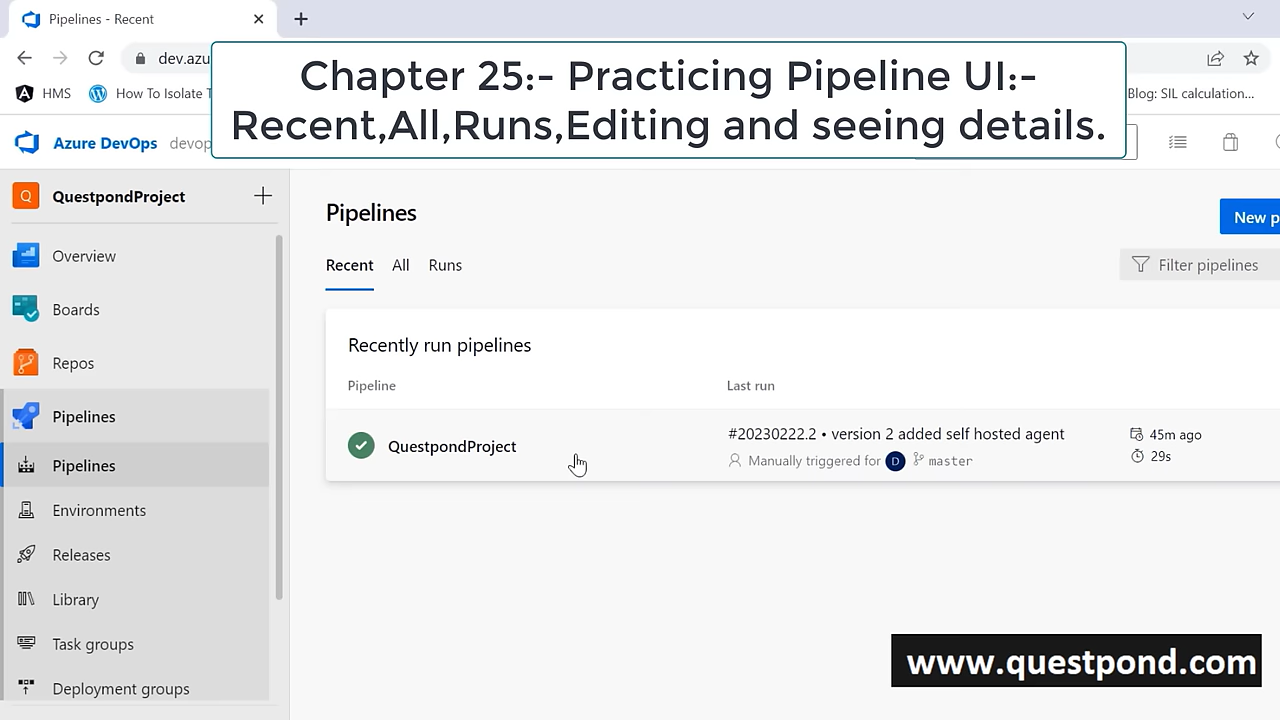 Pipelines - Recent
dev.azu
Chapter 25:- Practicing Pipeline UI:-
Recent,All,Runs,Editing and seeing details.
HMS
How To Isolate T
Blog: SIL calculation...
Azure DevOps
devop
Q
QuestpondProject
Overview
Boards
Repos
Pipelines
Pipelines
Environments
Releases
Library
Task groups
Deployment groups
Pipelines
New p
Recent
All
Runs
Filter pipelines
Recently run pipelines
Pipeline
Last run
QuestpondProject
#20230222.2 • version 2 added self hosted agent
45m ago
Manually triggered for D master
29s
www.questpond.com